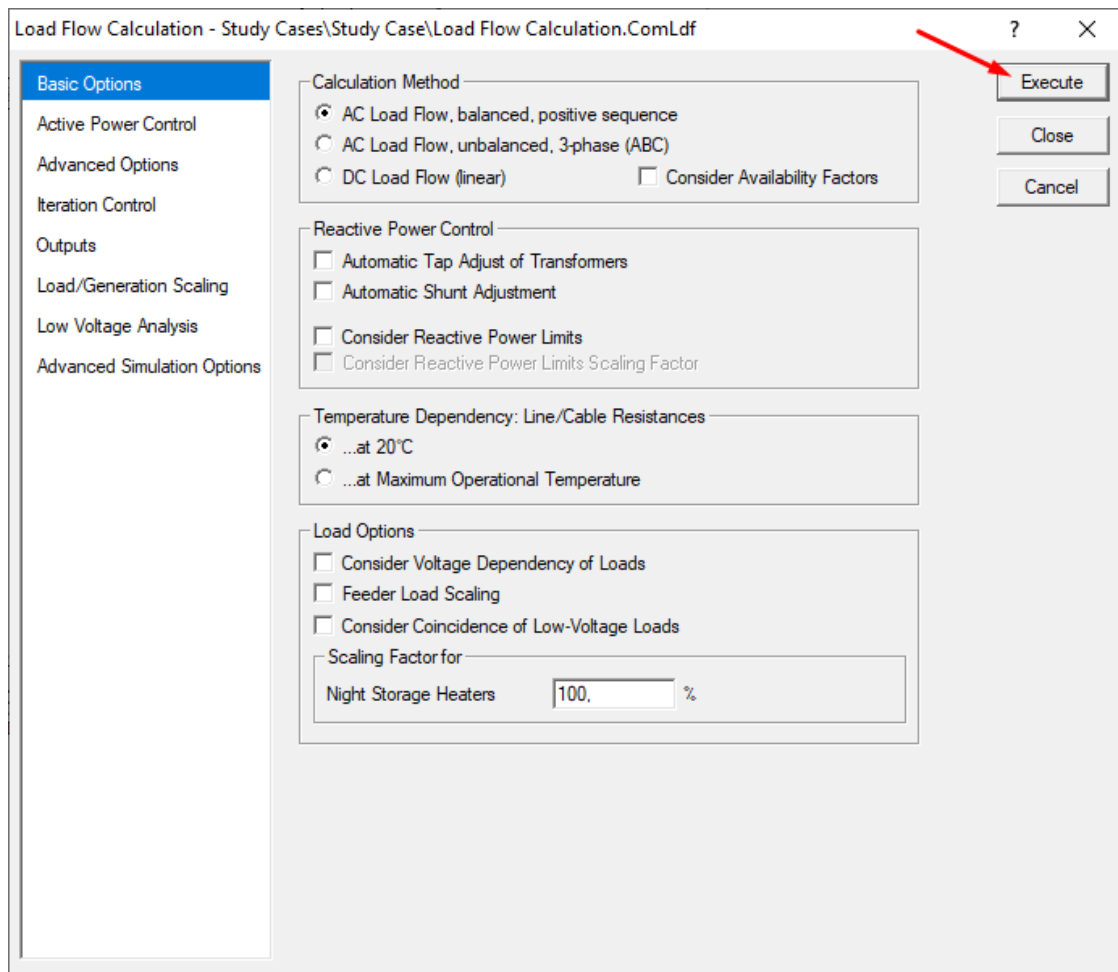 Load Flow Calculation - Study Cases\Study Case\Load Flow Calculation.ComLdf ?
Basic Options
Active Power Control
Advanced Options
Iteration Control
Outputs
Load/Generation Scaling
Low Voltage Analysis
Advanced Simulation Options
Calculation Method
AC Load Flow, balanced, positive sequence
AC Load Flow, unbalanced, 3-phase (ABC)
DC Load Flow (linear) Consider Availability Factors
Reactive Power Control
Automatic Tap Adjust of Transformers
Automatic Shunt Adjustment
Consider Reactive Power Limits
Consider Reactive Power Limits Scaling Factor
Temperature Dependency: Line/Cable Resistances
...at 20°C
...at Maximum Operational Temperature
Load Options
Consider Voltage Dependency of Loads
Feeder Load Scaling
Consider Coincidence of Low-Voltage Loads
Scaling Factor for
Night Storage Heaters 100, %
Execute
Close
Cancel